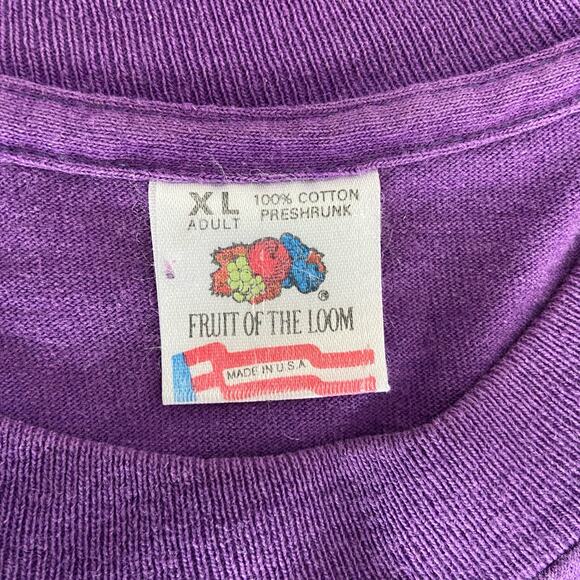 XL 100% COTTON
ADULT PRESHRUNK
®
FRUIT OF THE LOOM
MADE IN U.S.A